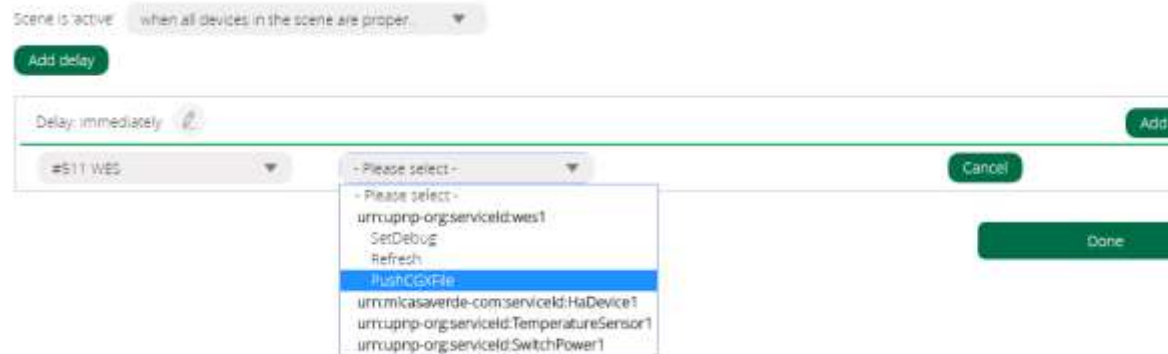 Scene is 'active' when all devices in the scene are proper
Add delay
Delay: immediately Add
#511 WES - Please select - Cancel
- Please select -
urn:upnp-org:serviceId:wes1
SetDebug
Refresh
PushCGXFile
urn:micasaverde-com:serviceId:HaDevice1
urn:upnp-org:serviceId:TemperatureSensor1
urn:upnp-org:serviceId:SwitchPower1
Done